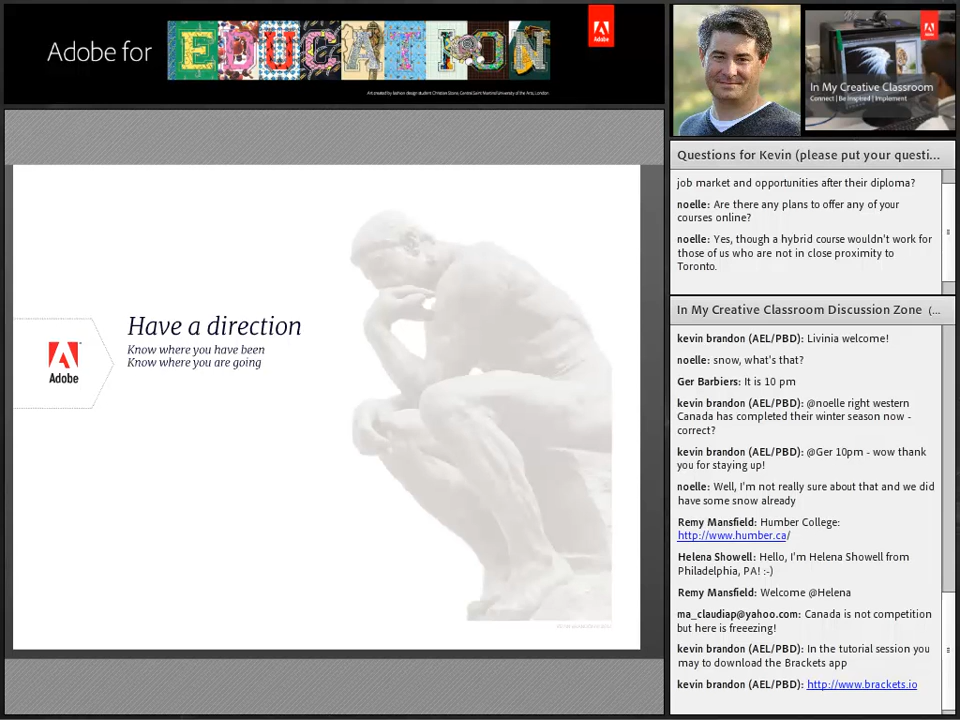 Adobe for EDUCATION
Adobe
Art created by fashion design student Christian Stone, Central Saint Martins/University of the Arts, London
In My Creative Classroom
Connect | Be Inspired | Implement
Have a direction
Know where you have been
Know where you are going
Adobe
Questions for Kevin (please put your questi...
job market and opportunities after their diploma?
noelle: Are there any plans to offer any of your
courses online?
noelle: Yes, though a hybrid course wouldn't work for
those of us who are not in close proximity to
Toronto.
In My Creative Classroom Discussion Zone (...
kevin brandon (AEL/PBD): Livinia welcome!
noelle: snow, what's that?
Ger Barbiers: It is 10 pm
kevin brandon (AEL/PBD): @noelle right western
Canada has completed their winter season now -
correct?
kevin brandon (AEL/PBD): @Ger 10pm - wow thank
you for staying up!
noelle: Well, I'm not really sure about that and we did
have some snow already
Remy Mansfield: Humber College:
http://www.humber.ca/
Helena Showell: Hello, I'm Helena Showell from
Philadelphia, PA! :-)
Remy Mansfield: Welcome @Helena
ma_claudiap@yahoo.com: Canada is not competition
but here is freeezing!
kevin brandon (AEL/PBD): In the tutorial session you
may to download the Brackets app
kevin brandon (AEL/PBD): http://www.brackets.io